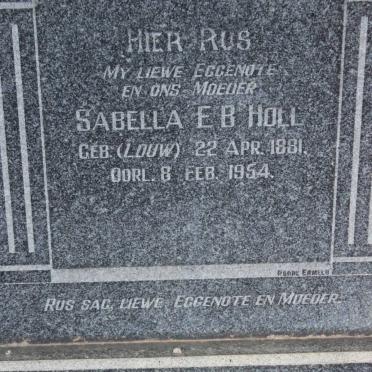 HIER RUS
MY LIEWE EGGENOTE
EN ONS MOEDER
SABELLA E.B. HOLL
GEB. (LOUW) 22 APR. 1881.
OORL. 8 FEB. 1954.
ERMELO
RUS SAG, LIEWE EGGENOTE EN MOEDER.